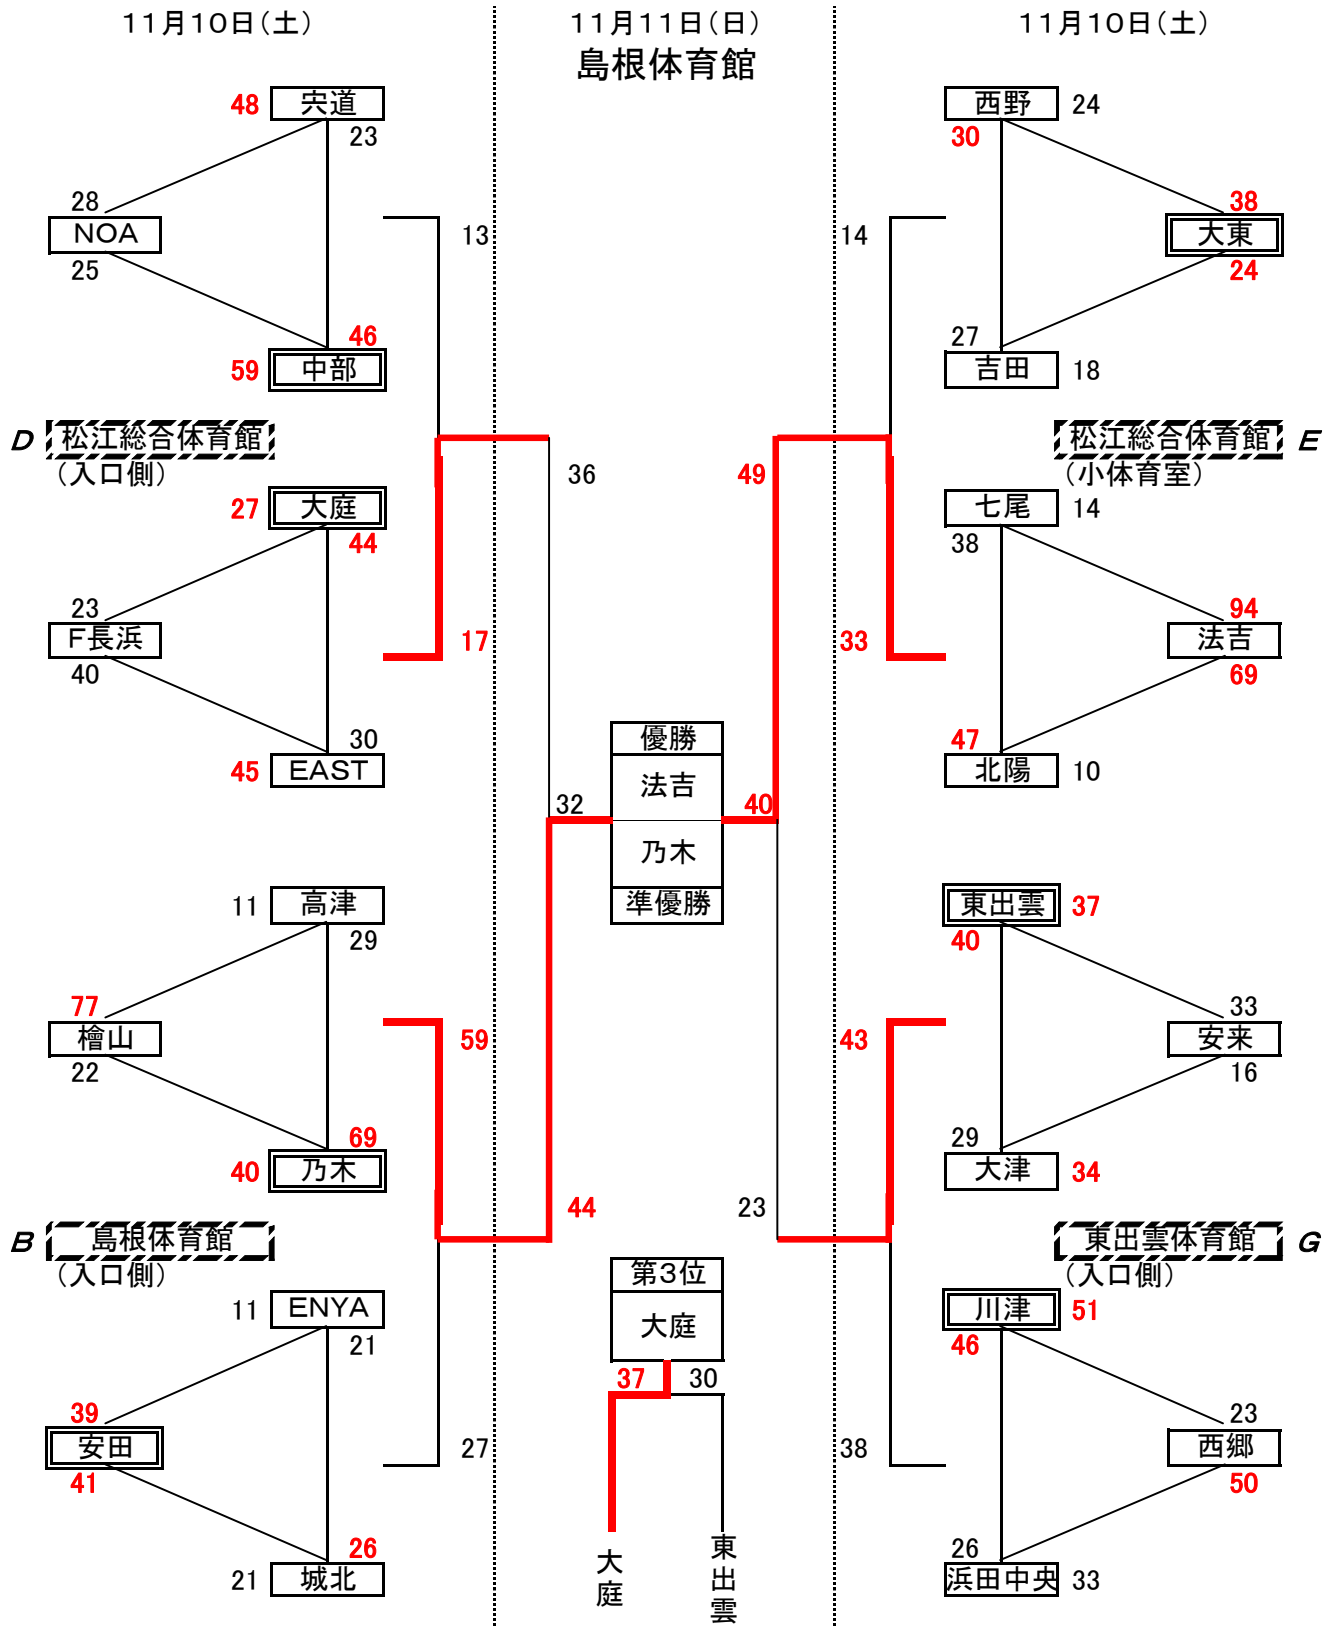 11月10日(土)
11月11日(日)
11月10日(土)
島根体育館
48 宍道
23
28
NOA
25
46
59 中部
D 松江総合体育館
(入口側)
27 大庭
44
23
F長浜
40
30
45 EAST
11 高津
29
77
檜山
22
69
40 乃木
B 島根体育館
(入口側)
11 ENYA
21
39
安田
41
26
21 城北
13
17
59
27
36
44
32
優勝
法吉
乃木
準優勝
40
49
23
第3位
大庭
37 30
大庭
東出雲
14
33
43
38
西野 24
30
38
大東
24
27
吉田 18
松江総合体育館 E
(小体育室)
七尾 14
38
94
法吉
69
47
北陽 10
東出雲 37
40
33
安来
16
29
大津 34
東出雲体育館 G
(入口側)
川津 51
46
23
西郷
50
26
浜田中央 33